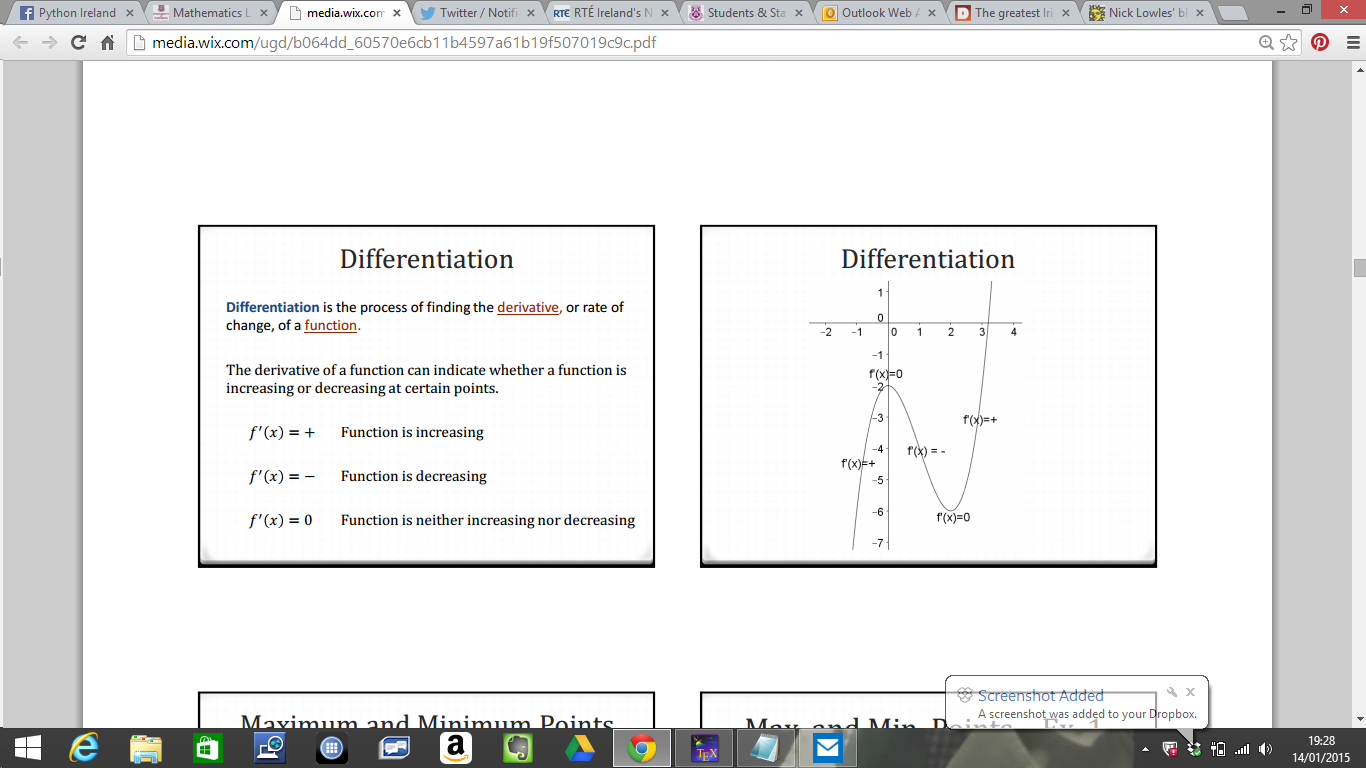 Python Ireland
Mathematics L
media.wix.com
Twitter / Notifi
RTÉ Ireland's N
Students & Sta
Outlook Web A
The greatest Iri
Nick Lowles' bl
media.wix.com/ugd/b064dd_60570e6cb11b4597a61b19f507019c9c.pdf
Differentiation
Differentiation is the process of finding the derivative, or rate of
change, of a function.
The derivative of a function can indicate whether a function is
increasing or decreasing at certain points.
f′(x) = + Function is increasing
f′(x) = − Function is decreasing
f′(x) = 0 Function is neither increasing nor decreasing
Differentiation
1
0
−2 −1 0 1 2 3 4
−1
f'(x)=0
−2
−3
f'(x)=+
−4
f'(x) = -
f'(x)=+
−5
−6
f'(x)=0
−7
Maximum and Minimum Points
Max. and Min. Points – Ex. 1
Screenshot Added
A screenshot was added to your Dropbox.
19:28
14/01/2015